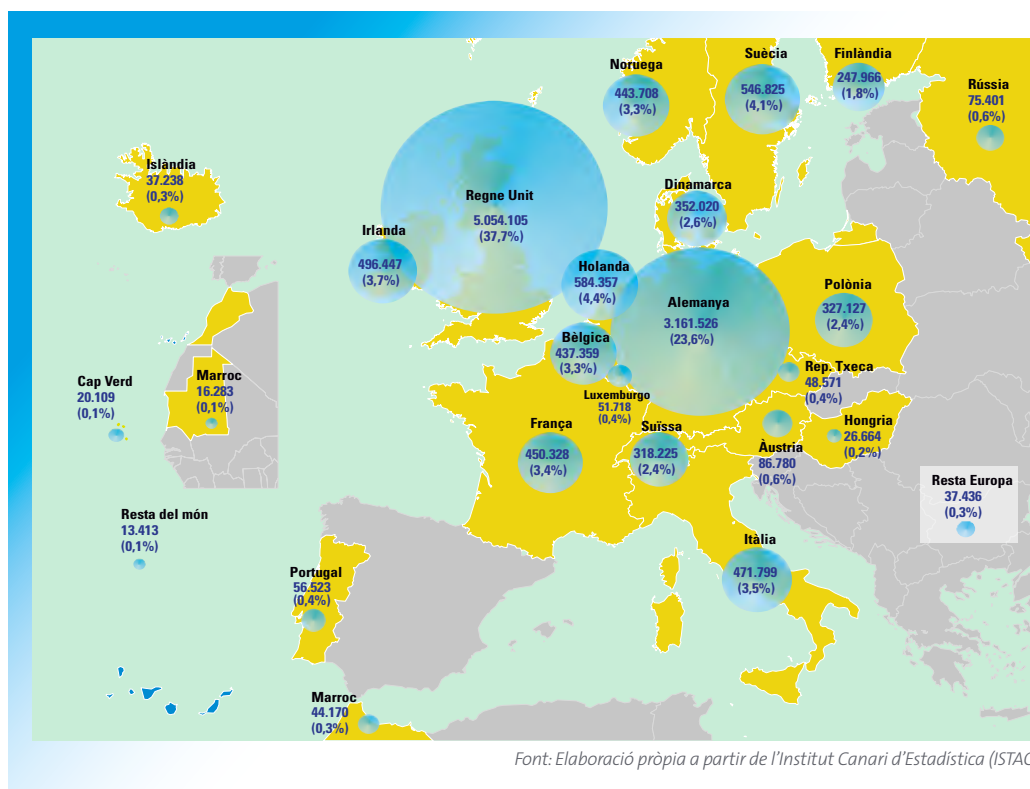 Noruega
443.708
(3,3%)
Suècia
546.825
(4,1%)
Finlàndia
247.966
(1,8%)
Rússia
75.401
(0,6%)
Islàndia
37.238
(0,3%)
Regne Unit
5.054.105
(37,7%)
Dinamarca
352.020
(2,6%)
Irlanda
496.447
(3,7%)
Holanda
584.357
(4,4%)
Alemanya
3.161.526
(23,6%)
Polònia
327.127
(2,4%)
Bèlgica
437.359
(3,3%)
Rep. Txeca
48.571
(0,4%)
Luxemburgo
51.718
(0,4%)
Cap Verd
20.109
(0,1%)
Marroc
16.283
(0,1%)
França
450.328
(3,4%)
Suïssa
318.225
(2,4%)
Àustria
86.780
(0,6%)
Hongria
26.664
(0,2%)
Resta Europa
37.436
(0,3%)
Resta del món
13.413
(0,1%)
Itàlia
471.799
(3,5%)
Portugal
56.523
(0,4%)
Marroc
44.170
(0,3%)
Font: Elaboració pròpia a partir de l'Institut Canari d'Estadística (ISTAC